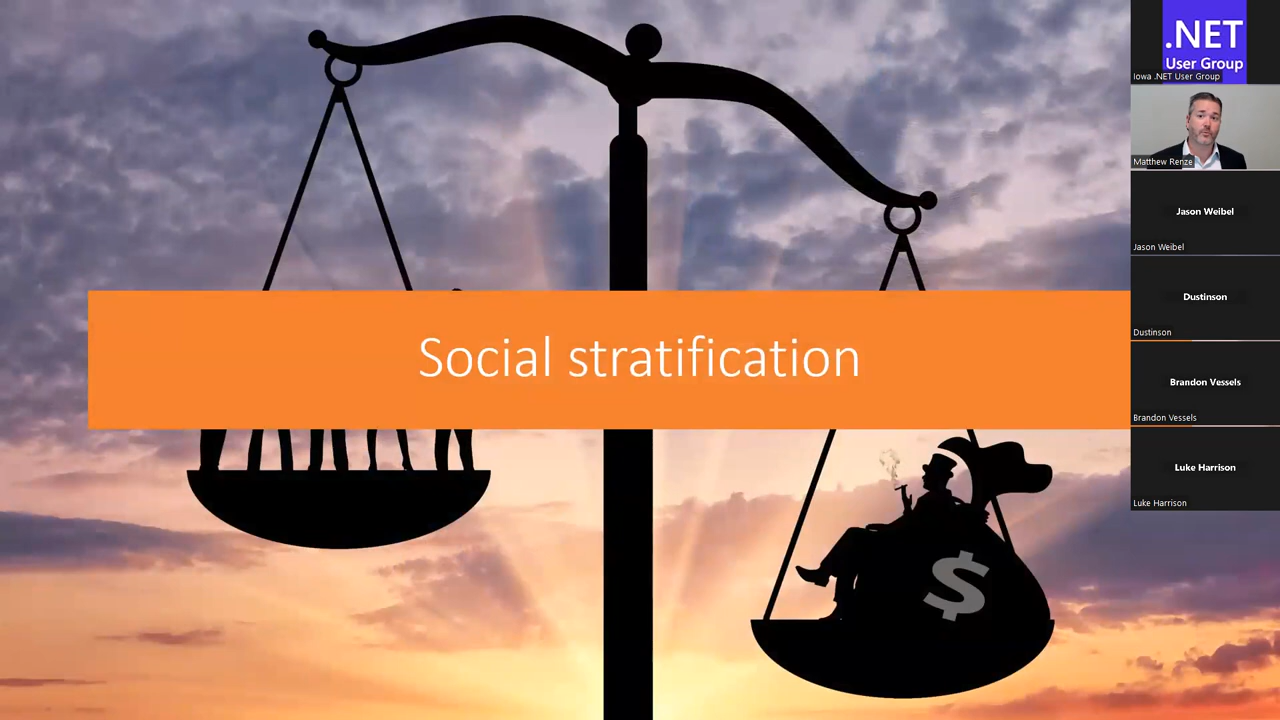 Social stratification
$
.NET
User Group
Iowa .NET User Group
Matthew Renze
Jason Weibel
Jason Weibel
Dustinson
Dustinson
Brandon Vessels
Brandon Vessels
Luke Harrison
Luke Harrison